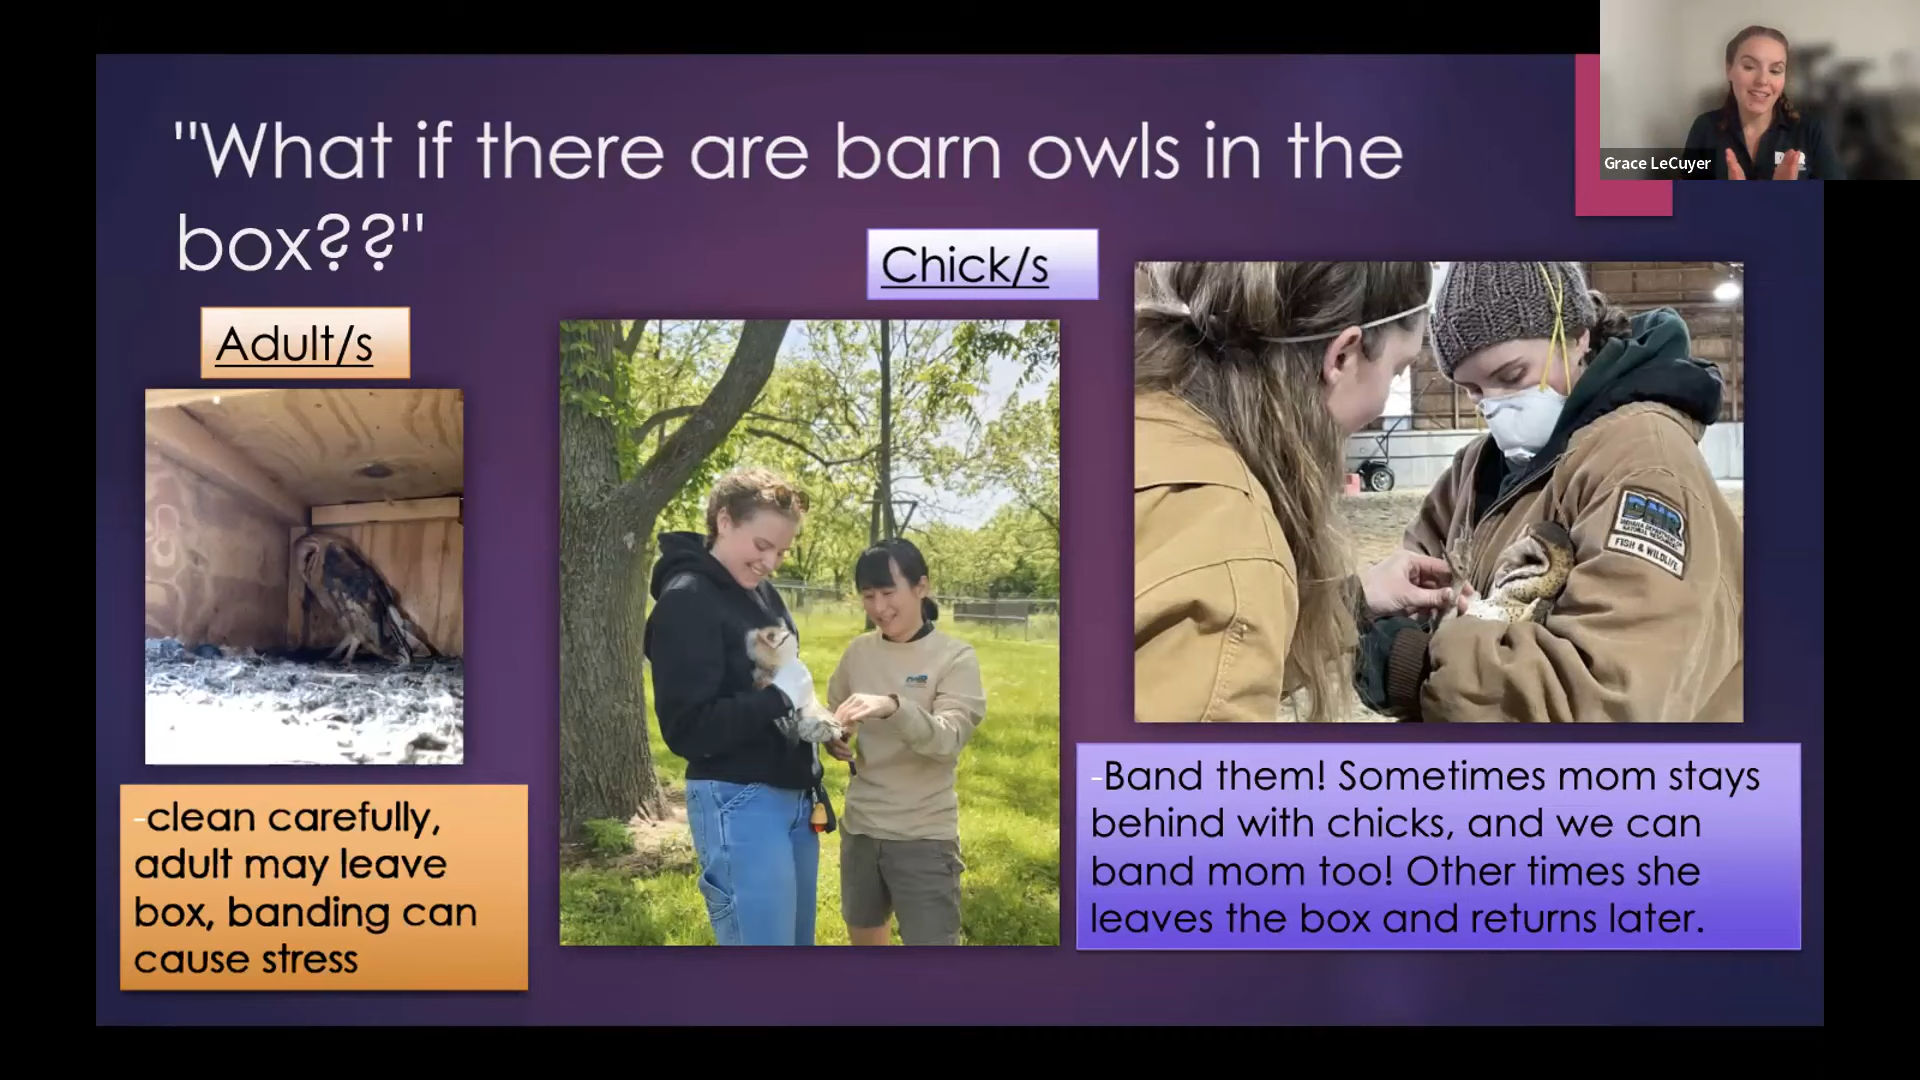 "What if there are barn owls in the
box??"
Grace LeCuyer
Chick/s
Adult/s
DNR
FISH & WILDLIFE
-clean carefully,
adult may leave
box, banding can
cause stress
-Band them! Sometimes mom stays
behind with chicks, and we can
band mom too! Other times she
leaves the box and returns later.